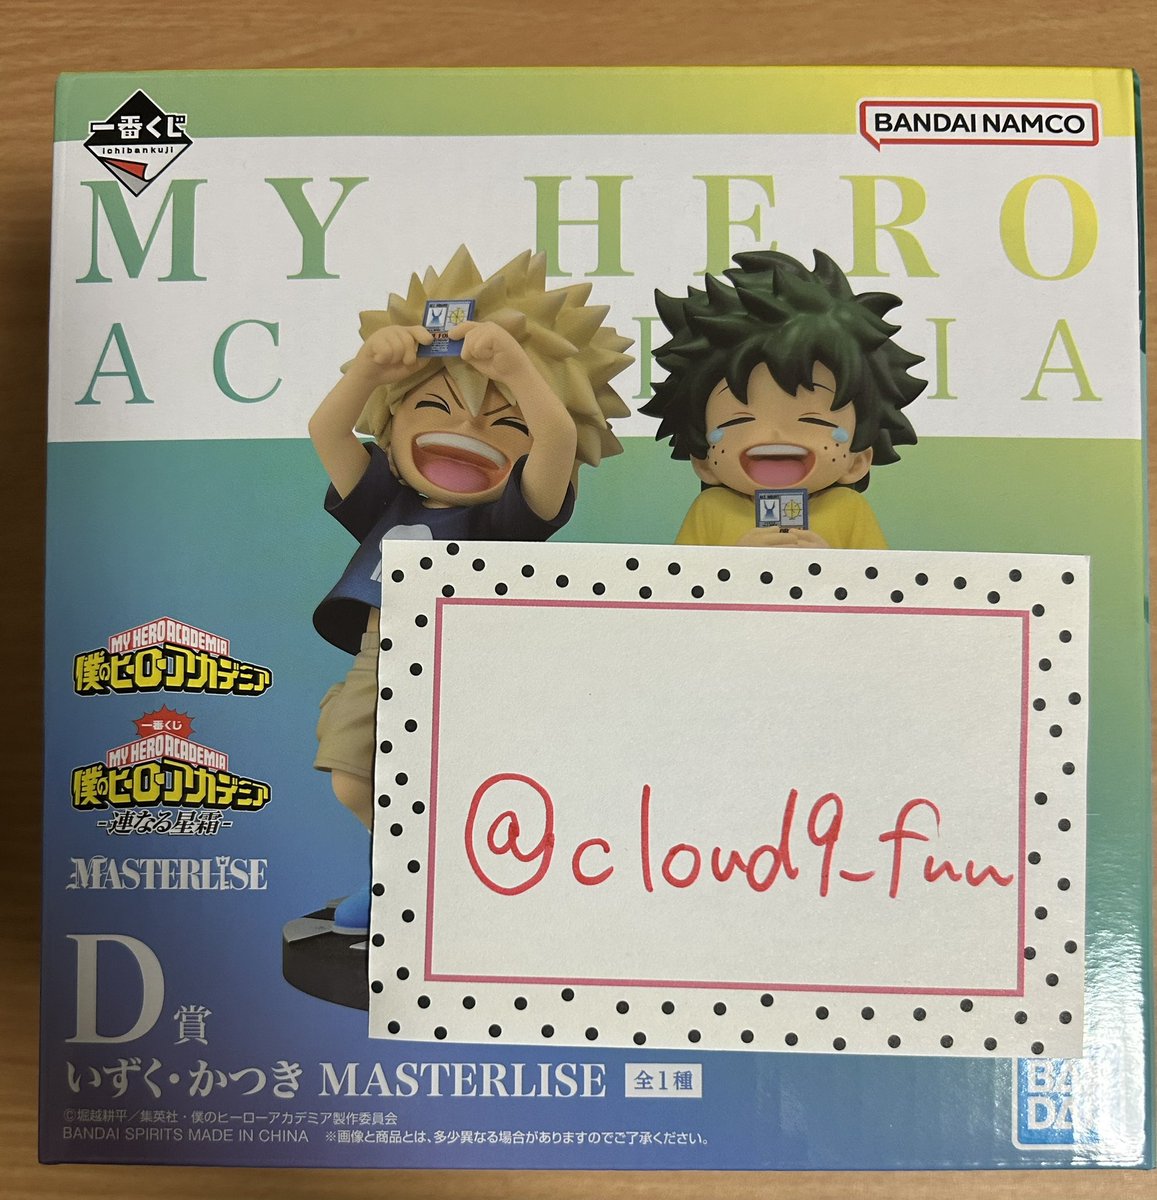 一番くじ
ichibankuji
BANDAI NAMCO
MY HERO
AC IA
MY HERO ACADEMIA
僕のヒーローアカデミア
一番くじ
MY HERO ACADEMIA
僕のヒーローアカデミア
-連なる星霜-
MASTERLISE
@cloud9_fuu
D賞
いずく・かつき MASTERLISE 全1種
©堀越耕平/集英社・僕のヒーローアカデミア製作委員会
BANDAI SPIRITS MADE IN CHINA ※画像と商品とは、多少異なる場合がありますのでご了承ください。